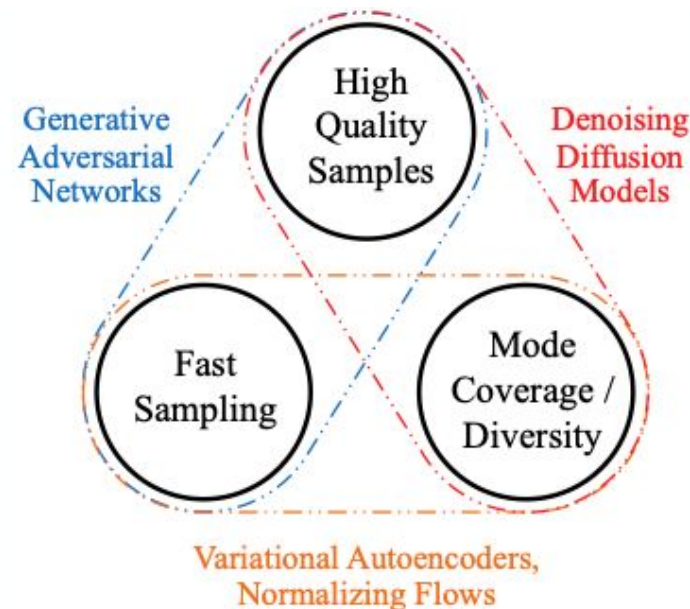 High
Quality
Samples
Generative
Adversarial
Networks
Denoising
Diffusion
Models
Fast
Sampling
Mode
Coverage /
Diversity
Variational Autoencoders,
Normalizing Flows